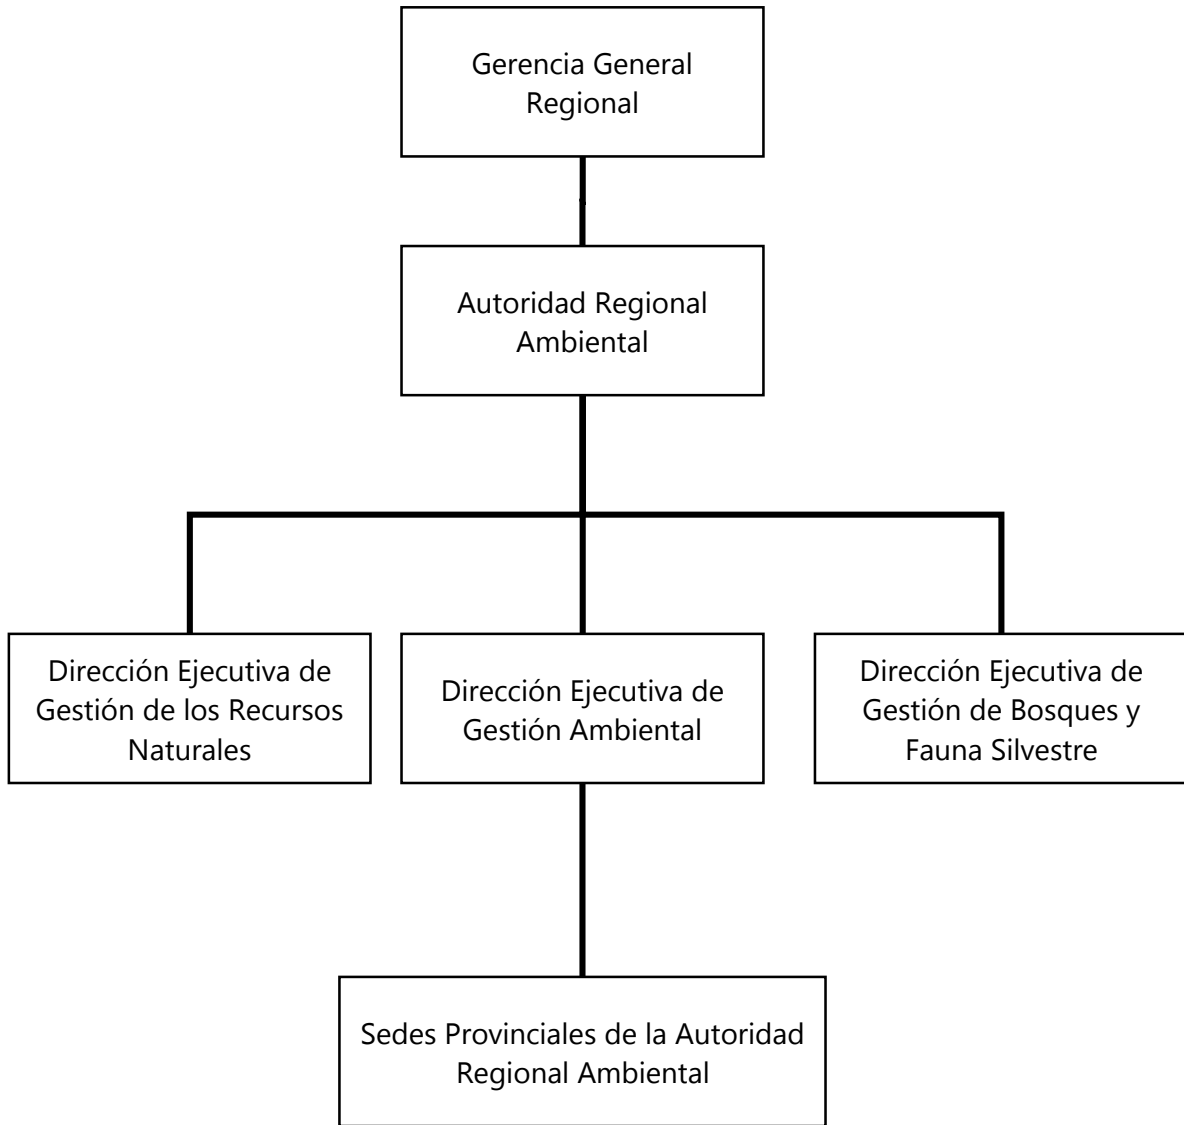 Gerencia General
Regional
Autoridad Regional
Ambiental
Dirección Ejecutiva de
Gestión de los Recursos
Naturales
Dirección Ejecutiva de
Gestión Ambiental
Dirección Ejecutiva de
Gestión de Bosques y
Fauna Silvestre
Sedes Provinciales de la Autoridad
Regional Ambiental